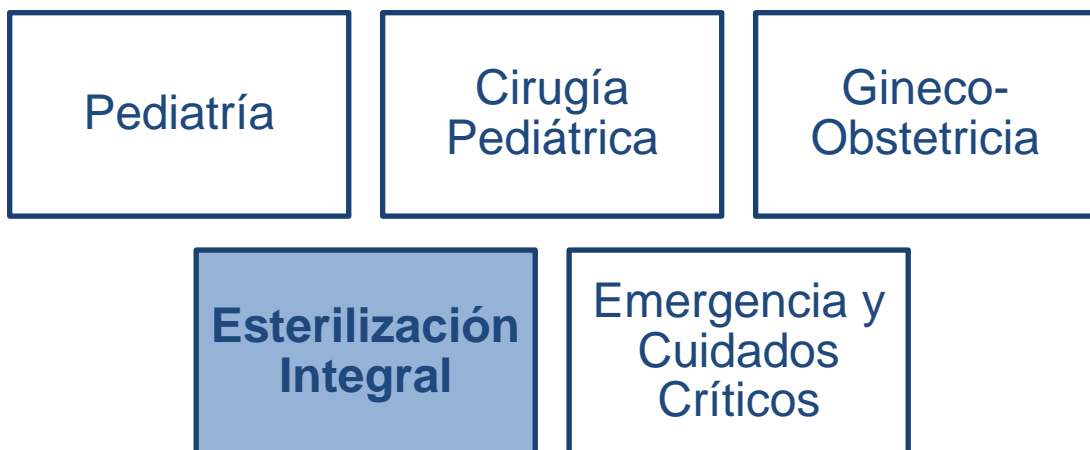 Pediatría
Cirugía
Pediátrica
Gineco-
Obstetricia
Esterilización
Integral
Emergencia y
Cuidados
Críticos